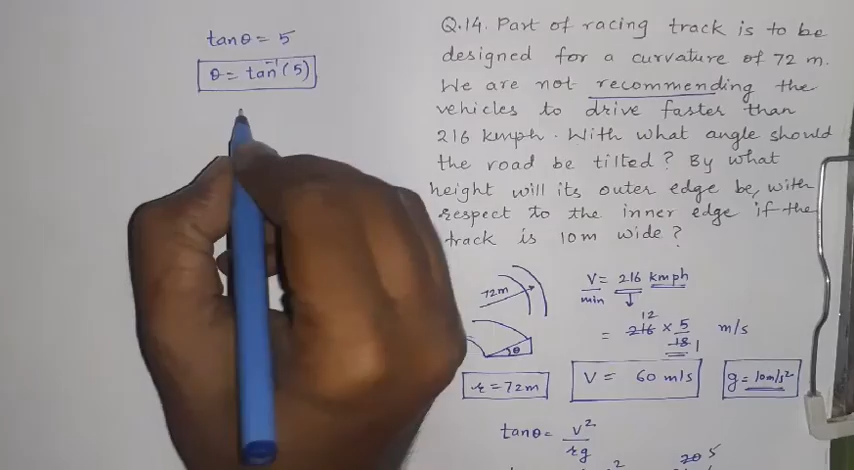 tanθ = 5
θ = tan⁻¹(5)
Q.14. Part of racing track is to be
designed for a curvature of 72 m.
We are not recommending the
vehicles to drive faster than
216 kmph. With what angle should
the road be tilted? By what
height will its outer edge be, with
respect to the inner edge if the
track is 10m wide?
72m
θ
r = 72m
V = 216 kmph
min
12
= 216 × 5/18 m/s
1
V = 60 m/s
g = 10m/s²
tanθ = V²/rg
2
20 5